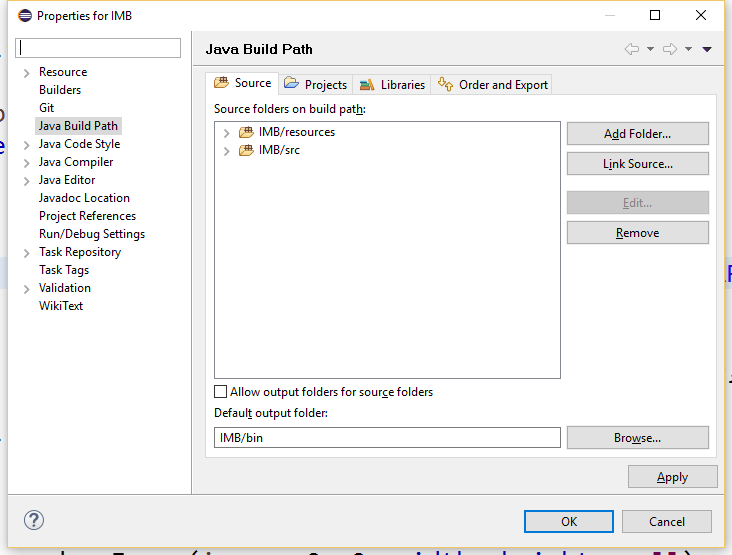 Properties for IMB
Java Build Path
Resource
Builders
Git
Java Build Path
Java Code Style
Java Compiler
Java Editor
Javadoc Location
Project References
Run/Debug Settings
Task Repository
Task Tags
Validation
WikiText
Source
Projects
Libraries
Order and Export
Source folders on build path:
IMB/resources
IMB/src
Add Folder...
Link Source...
Edit...
Remove
Allow output folders for source folders
Default output folder:
IMB/bin
Browse...
Apply
OK
Cancel